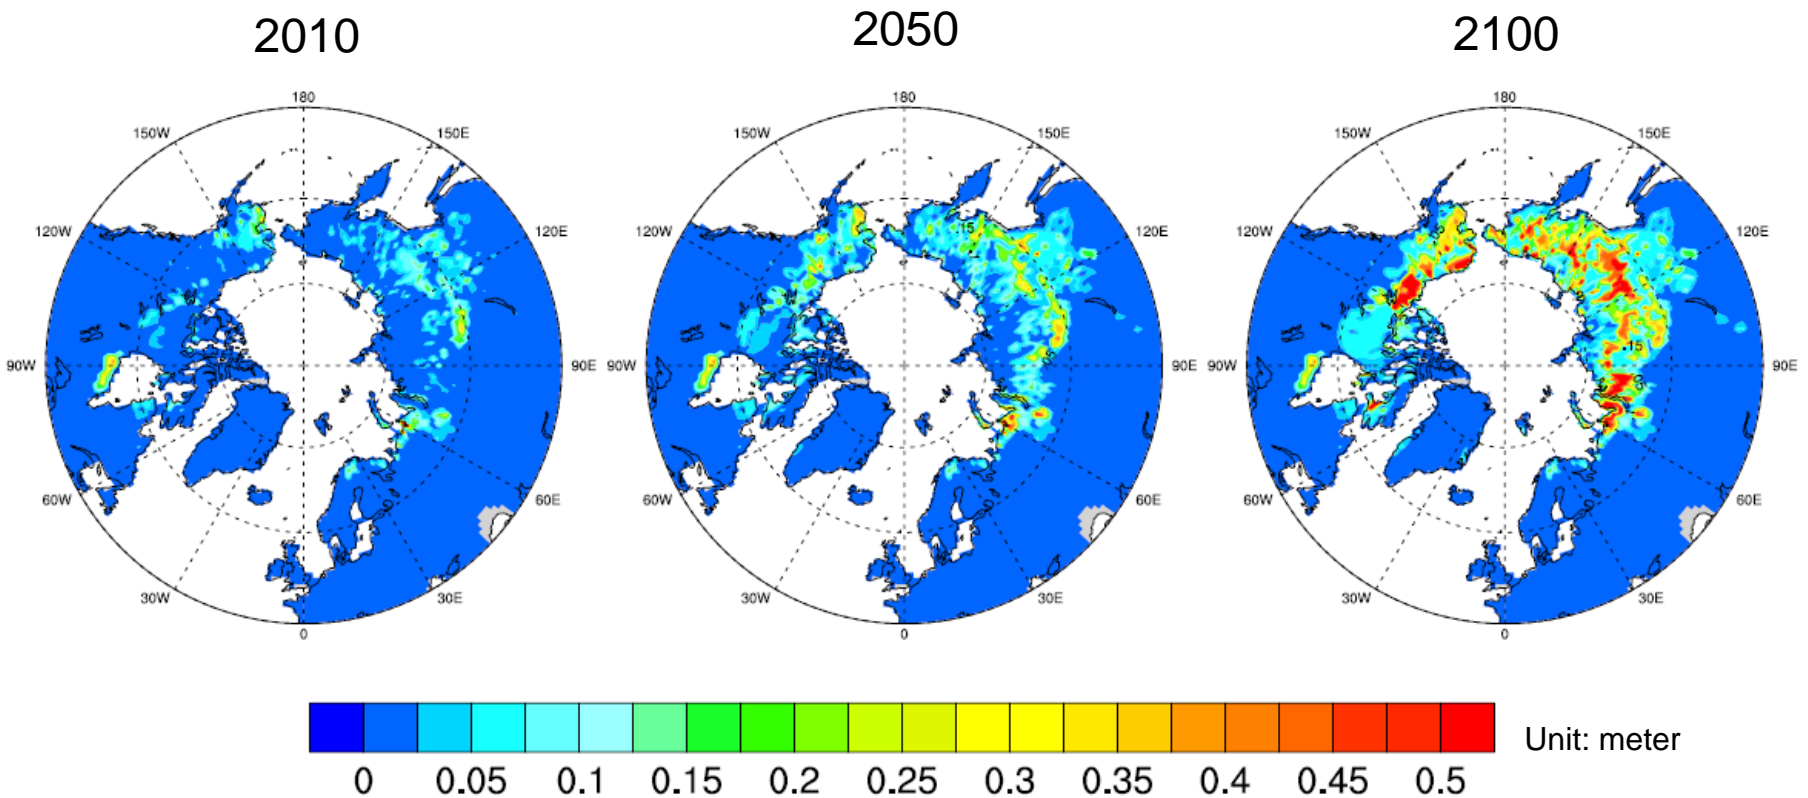 2010 2050 2100
180 180 180
150W 150E 150W 150E 150W 150E
120W 120E 120W 120E 120W 120E
90W 90E 90W 90E 90W 90E
60W 60E 60W 60E 60W 60E
30W 30E 30W 30E 30W 30E
0 0 0
0 0.05 0.1 0.15 0.2 0.25 0.3 0.35 0.4 0.45 0.5 Unit: meter